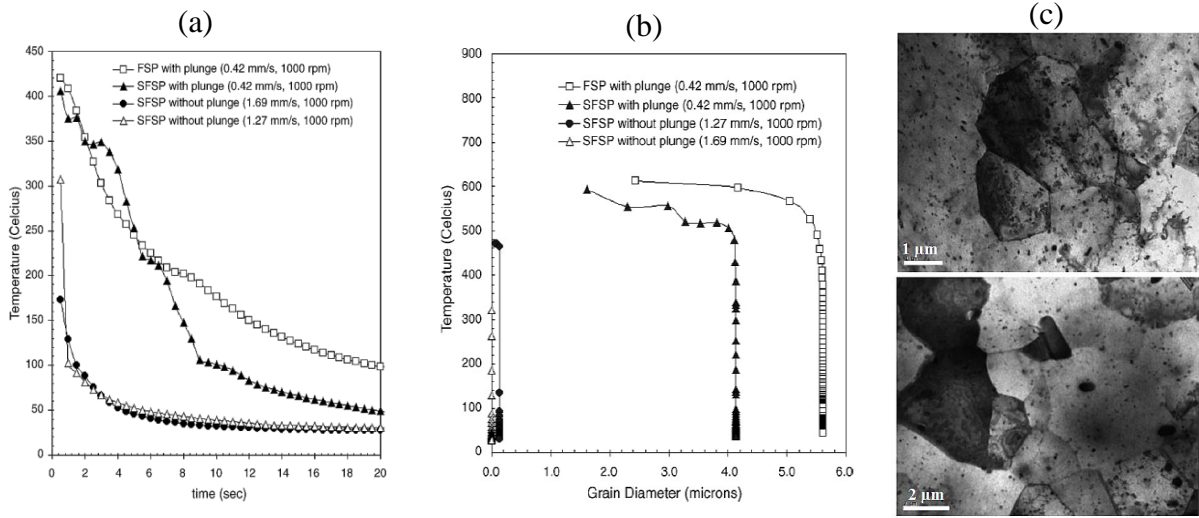 (a)
450
400
350
300
250
200
150
100
50
0
Temperature (Celcius)
0 2 4 6 8 10 12 14 16 18 20
time (sec)
FSP with plunge (0.42 mm/s, 1000 rpm)
SFSP with plunge (0.42 mm/s, 1000 rpm)
SFSP without plunge (1.69 mm/s, 1000 rpm)
SFSP without plunge (1.27 mm/s, 1000 rpm)
(b)
900
800
700
600
500
400
300
200
100
0
Temperature (Celcius)
0.0 1.0 2.0 3.0 4.0 5.0 6.0
Grain Diameter (microns)
FSP with plunge (0.42 mm/s, 1000 rpm)
SFSP with plunge (0.42 mm/s, 1000 rpm)
SFSP without plunge (1.27 mm/s, 1000 rpm)
SFSP without plunge (1.69 mm/s, 1000 rpm)
(c)
1 µm
2 µm